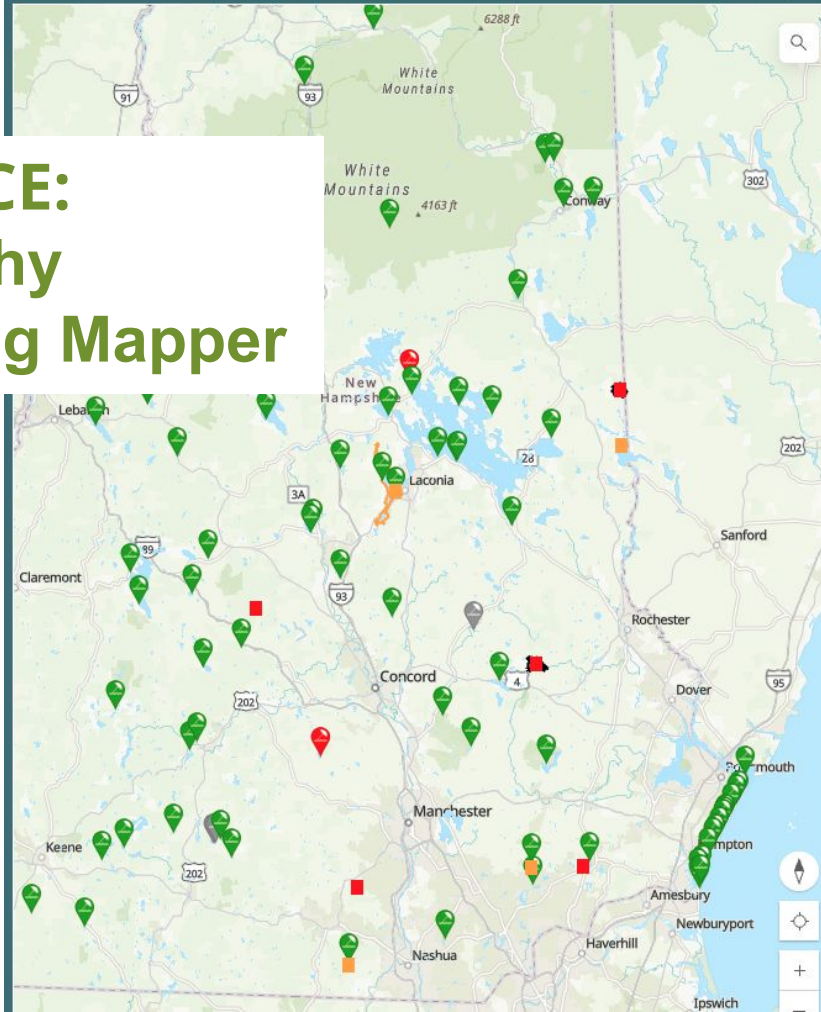 6288 ft
White
Mountains
91
93
CE:
hy
g Mapper
White
Mountains
4163 ft
302
Conway
New
Hampshire
Lebanon
202
28
Laconia
3A
89
Sanford
Claremont
93
Rochester
4
Concord
95
Dover
202
Manchester
Keene
202
Amesbury
Newburyport
Haverhill
Nashua
Ipswich